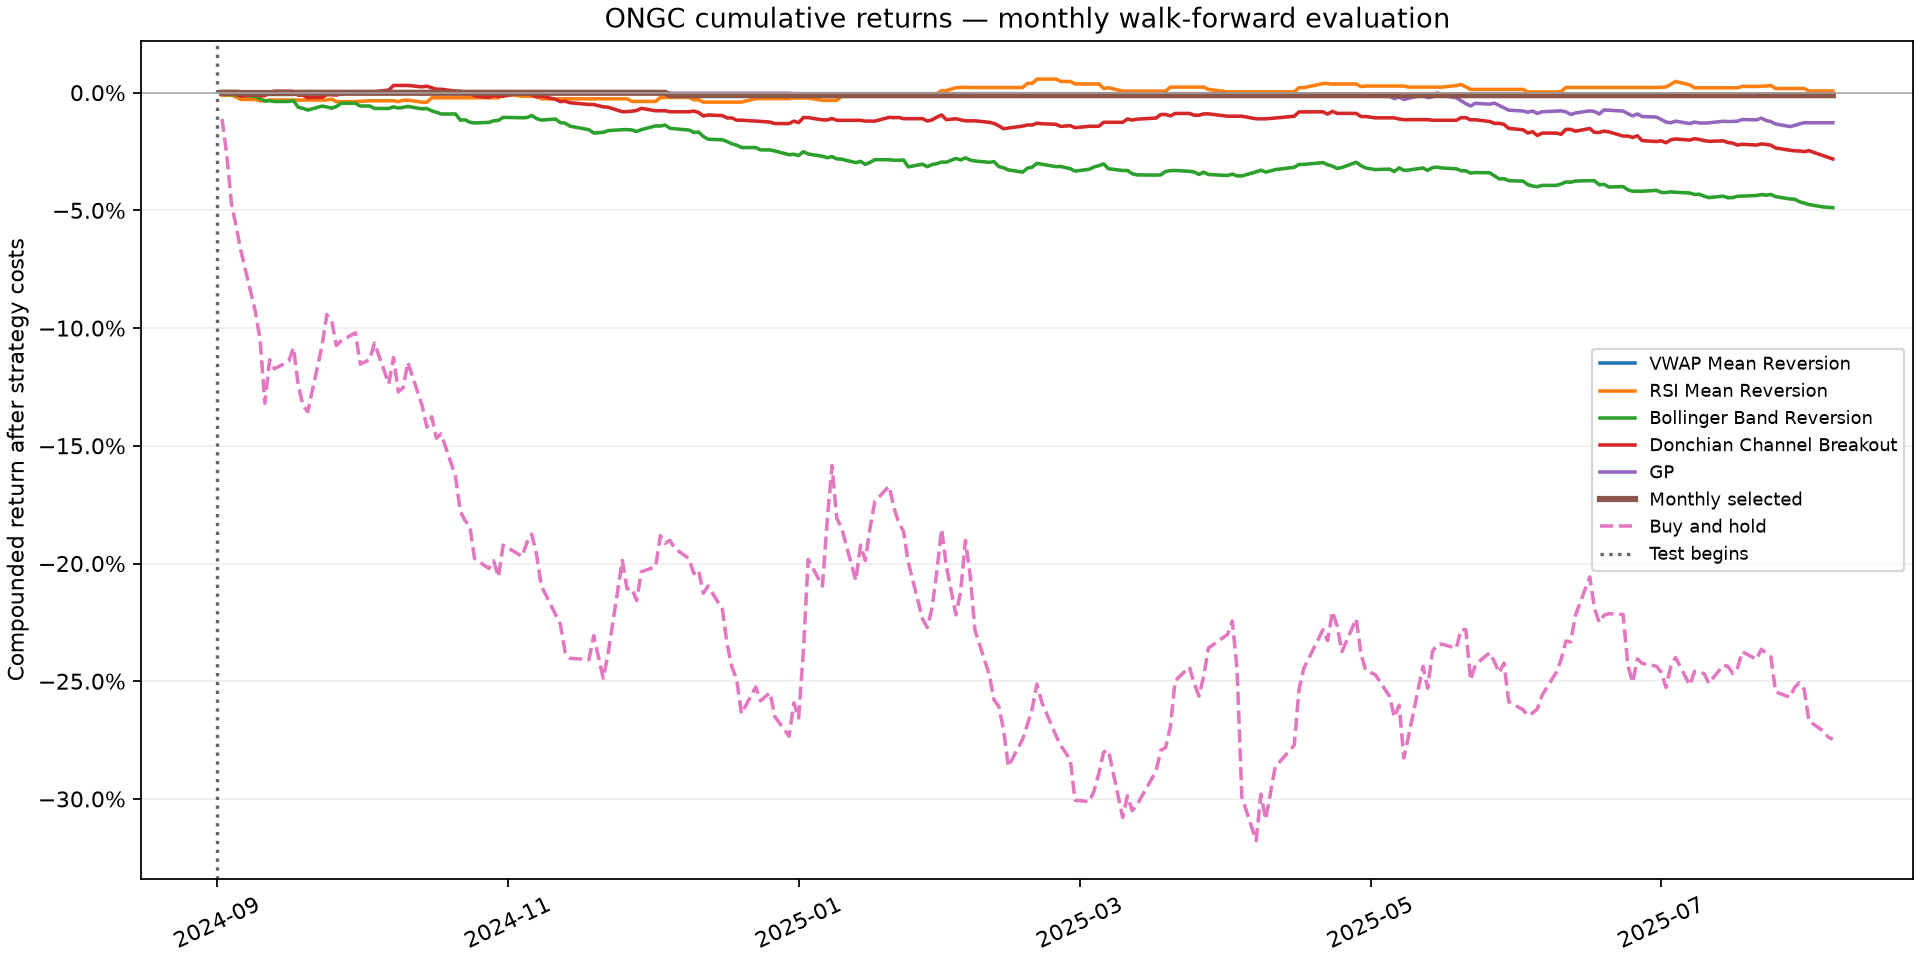 ONGC cumulative returns — monthly walk-forward evaluation
Compounded return after strategy costs
0.0%
−5.0%
−10.0%
−15.0%
−20.0%
−25.0%
−30.0%
VWAP Mean Reversion
RSI Mean Reversion
Bollinger Band Reversion
Donchian Channel Breakout
GP
Monthly selected
Buy and hold
Test begins
2024-09
2024-11
2025-01
2025-03
2025-05
2025-07